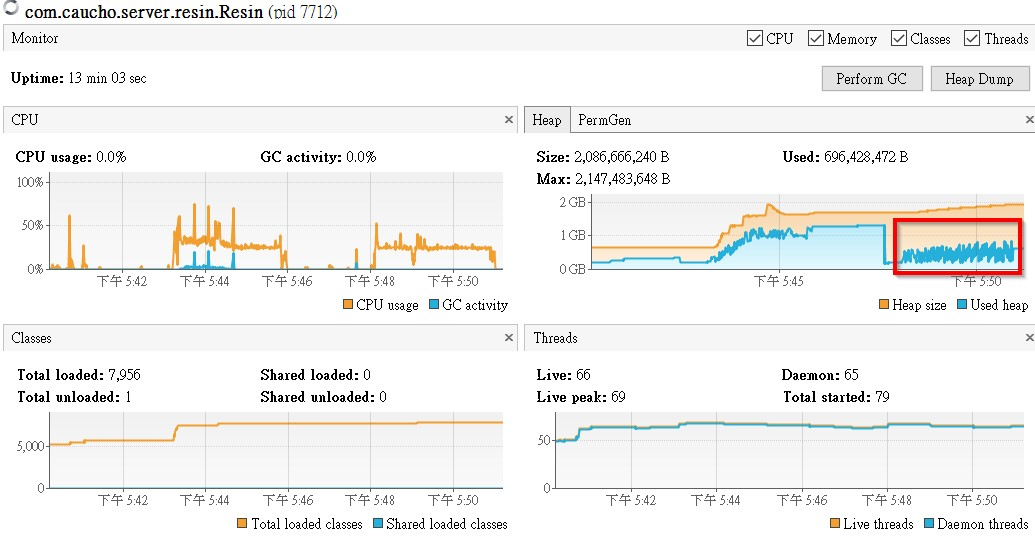 com.caucho.server.resin.Resin (pid 7712)
Monitor
CPU Memory Classes Threads
Uptime: 13 min 03 sec
Perform GC Heap Dump
CPU
CPU usage: 0.0% GC activity: 0.0%
100%
50%
0%
下午 5:42 下午 5:44 下午 5:46 下午 5:48 下午 5:50
CPU usage GC activity
Heap PermGen
Size: 2,086,666,240 B Used: 696,428,472 B
Max: 2,147,483,648 B
2 GB
1 GB
0 GB
下午 5:45 下午 5:50
Heap size Used heap
Classes
Total loaded: 7,956 Shared loaded: 0
Total unloaded: 1 Shared unloaded: 0
5,000
0
下午 5:42 下午 5:44 下午 5:46 下午 5:48 下午 5:50
Total loaded classes Shared loaded classes
Threads
Live: 66 Daemon: 65
Live peak: 69 Total started: 79
50
0
下午 5:42 下午 5:44 下午 5:46 下午 5:48 下午 5:50
Live threads Daemon threads